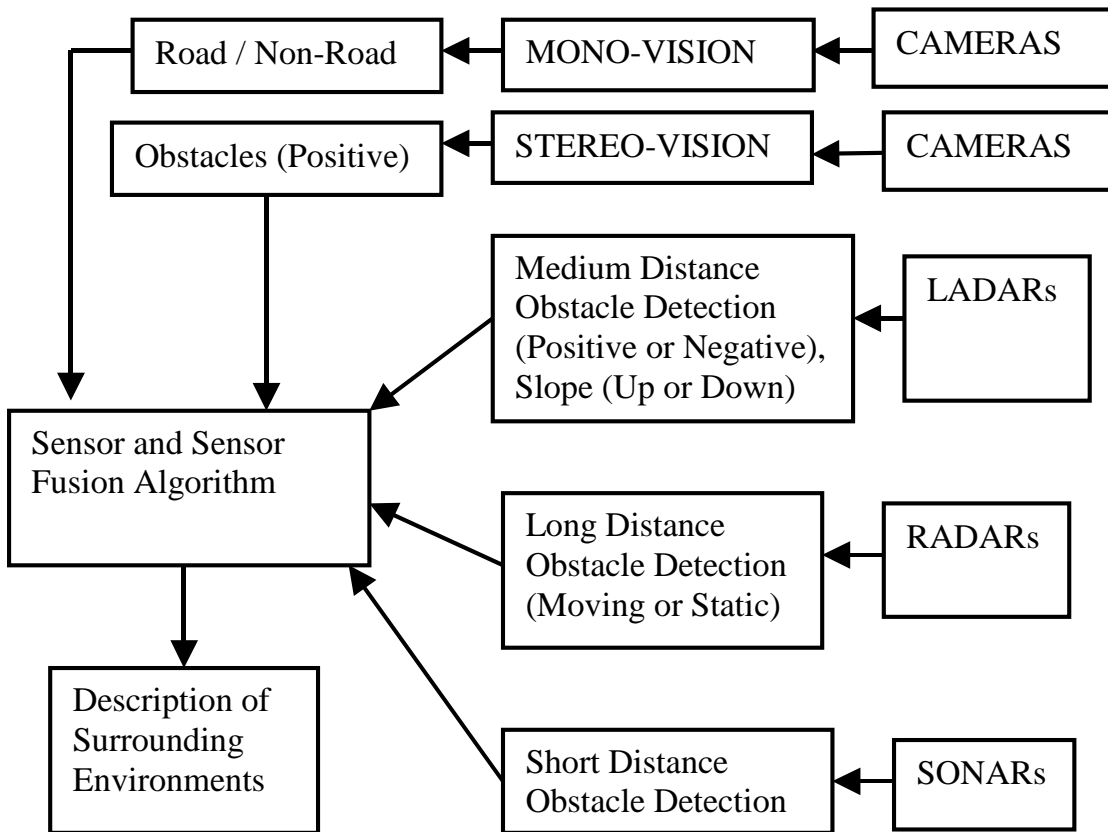 Road / Non-Road
MONO-VISION
CAMERAS
Obstacles (Positive)
STEREO-VISION
CAMERAS
Medium Distance
Obstacle Detection
(Positive or Negative),
Slope (Up or Down)
LADARs
Sensor and Sensor
Fusion Algorithm
Long Distance
Obstacle Detection
(Moving or Static)
RADARs
Description of
Surrounding
Environments
Short Distance
Obstacle Detection
SONARs